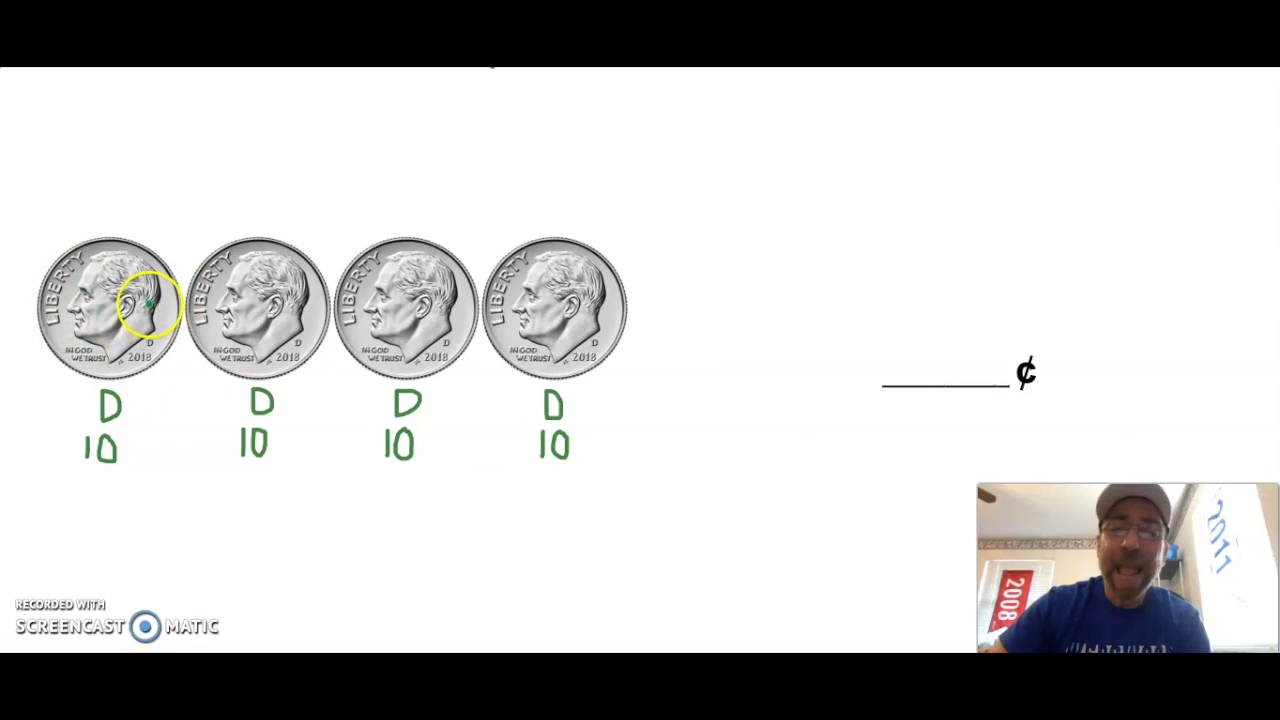 LIBERTY LIBERTY LIBERTY LIBERTY
IN GOD WE TRUST 2018 D IN GOD WE TRUST 2018 D IN GOD WE TRUST 2018 D IN GOD WE TRUST 2018 D
¢
D D D D
10 10 10 10
2011
2008
RECORDED WITH
SCREENCAST MATIC